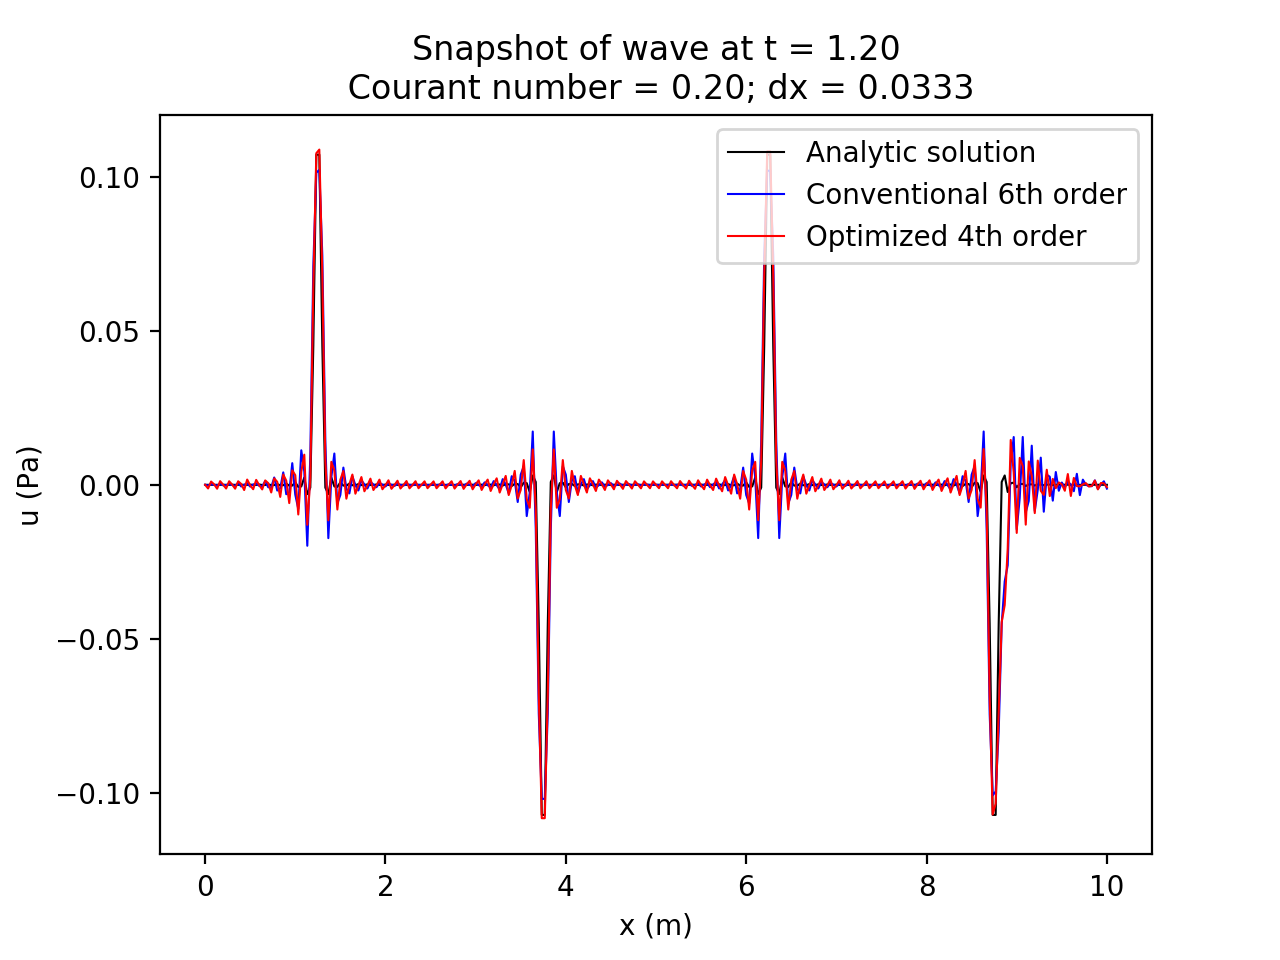 Snapshot of wave at t = 1.20
Courant number = 0.20; dx = 0.0333
Analytic solution
Conventional 6th order
Optimized 4th order
0.10
0.05
0.00
−0.05
−0.10
u (Pa)
0 2 4 6 8 10
x (m)